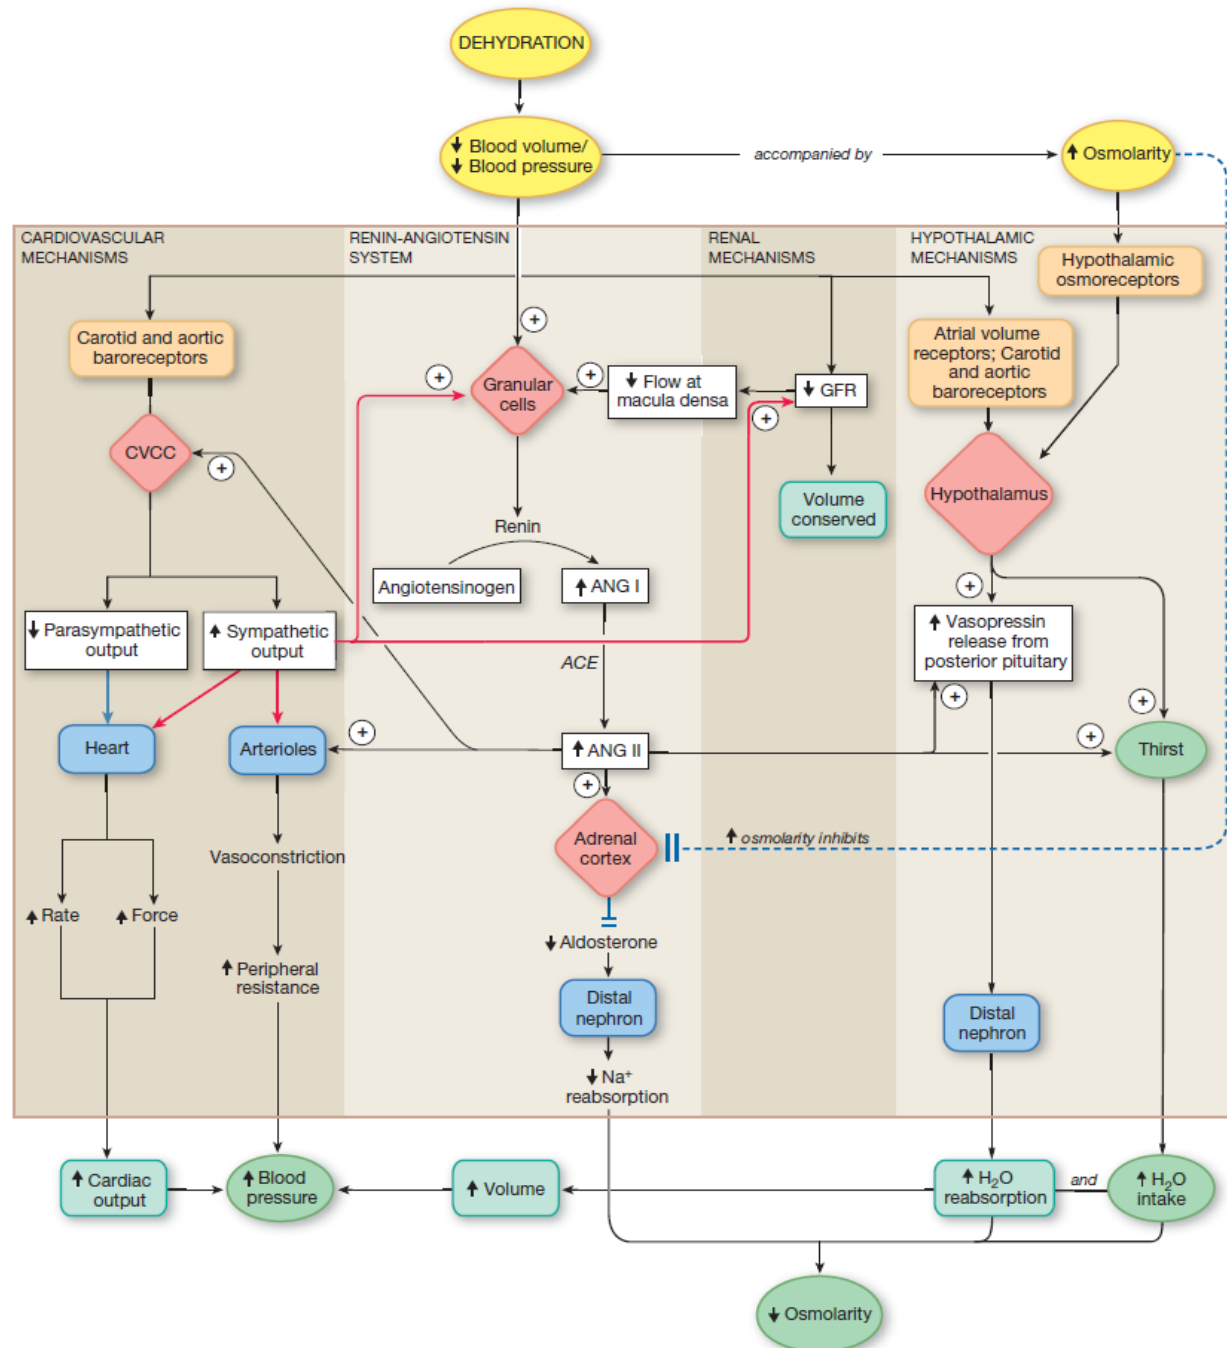 DEHYDRATION
↓ Blood volume/
↓ Blood pressure
accompanied by
↑ Osmolarity
CARDIOVASCULAR
MECHANISMS
RENIN-ANGIOTENSIN
SYSTEM
RENAL
MECHANISMS
HYPOTHALAMIC
MECHANISMS
Hypothalamic
osmoreceptors
Carotid and aortic
baroreceptors
+
Atrial volume
receptors; Carotid
and aortic
baroreceptors
+
Granular
cells
+
↓ Flow at
macula densa
↓ GFR
+
CVCC
+
Hypothalamus
Volume
conserved
Renin
Angiotensinogen
↑ ANG I
+
↓ Parasympathetic
output
↑ Sympathetic
output
↑ Vasopressin
release from
posterior pituitary
ACE
+
+
Heart
Arterioles
+
↑ ANG II
+
Thirst
+
Adrenal
cortex
↑ osmolarity inhibits
Vasoconstriction
↑ Rate
↑ Force
↓ Aldosterone
↑ Peripheral
resistance
Distal
nephron
Distal
nephron
↓ Na⁺
reabsorption
↑ Cardiac
output
↑ Blood
pressure
↑ Volume
↑ H₂O
reabsorption
and
↑ H₂O
intake
↓ Osmolarity